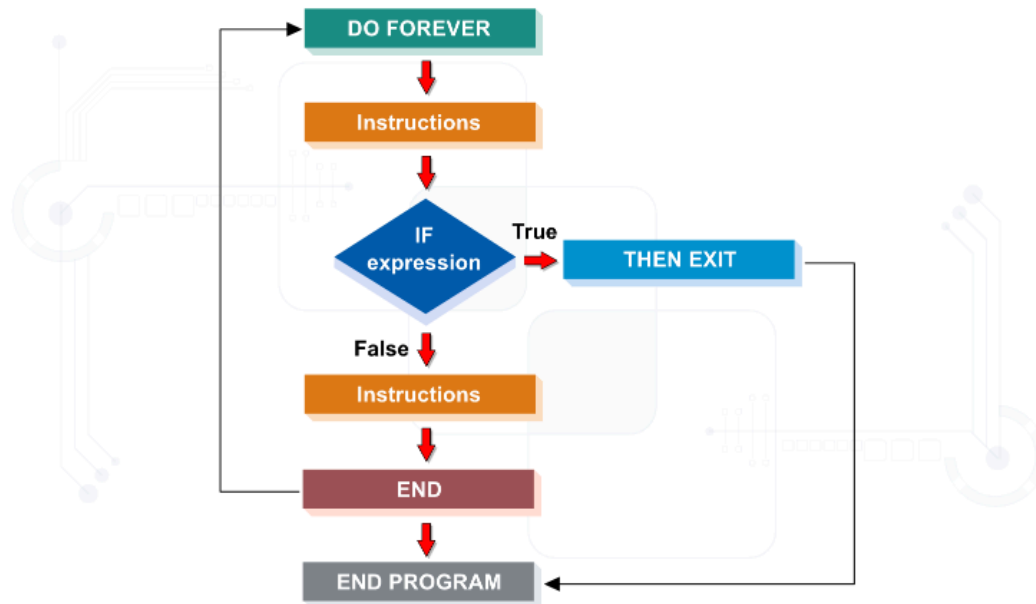 DO FOREVER
Instructions
IF
expression
True
THEN EXIT
False
Instructions
END
END PROGRAM